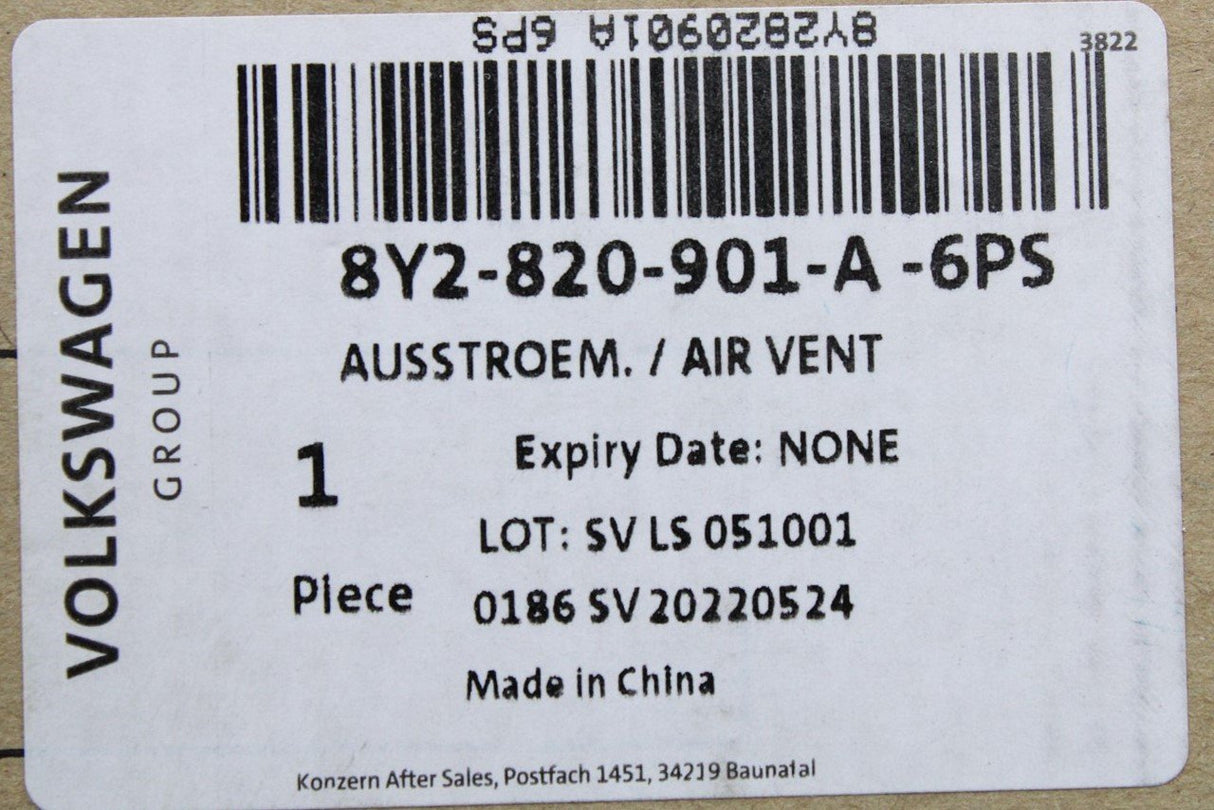 8Y2820901A 6PS
3822
8Y2-820-901-A -6PS
AUSSTROEM. / AIR VENT
1
Expiry Date: NONE
LOT: SV LS 051001
Piece
0186 SV 20220524
Made in China
Konzern After Sales, Postfach 1451, 34219 Baunatal
VOLKSWAGEN
GROUP